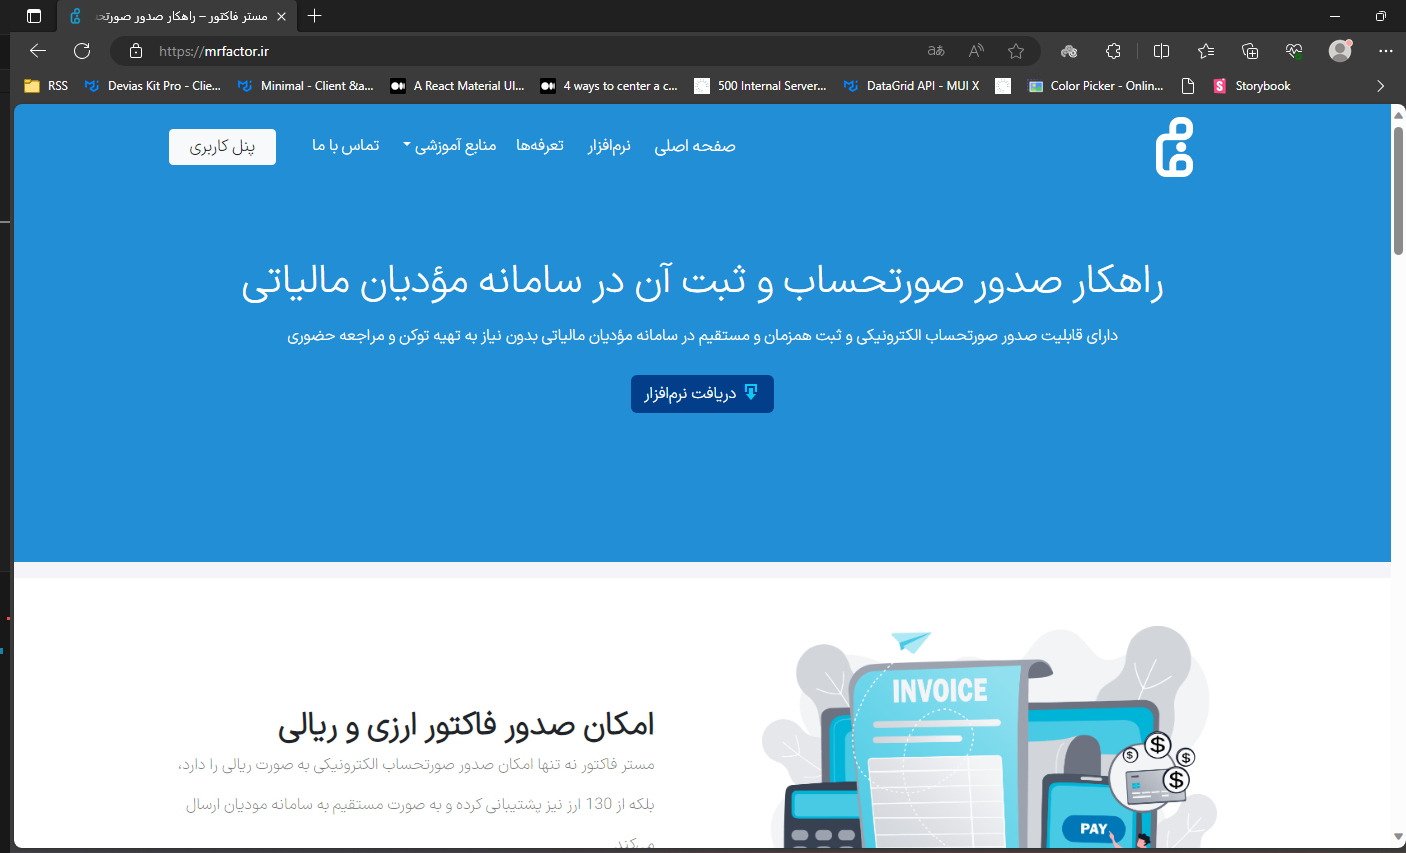 مستر فاکتور – راهکار صدور صورتحـ
https://mrfactor.ir
RSS
Devias Kit Pro - Clie...
Minimal - Client &a...
A React Material UI...
4 ways to center a c...
500 Internal Server...
DataGrid API - MUI X
Color Picker - Onlin...
Storybook
صفحه اصلی
نرم‌افزار
تعرفه‌ها
منابع آموزشی
تماس با ما
پنل کاربری
راهکار صدور صورتحساب و ثبت آن در سامانه مؤدیان مالیاتی
دارای قابلیت صدور صورتحساب الکترونیکی و ثبت همزمان و مستقیم در سامانه مؤدیان مالیاتی بدون نیاز به تهیه توکن و مراجعه حضوری
دریافت نرم‌افزار
امکان صدور فاکتور ارزی و ریالی
مستر فاکتور نه تنها امکان صدور صورتحساب الکترونیکی به صورت ریالی را دارد،
بلکه از 130 ارز نیز پشتیبانی کرده و به صورت مستقیم به سامانه مودیان ارسال
می‌کند.
INVOICE
PAY